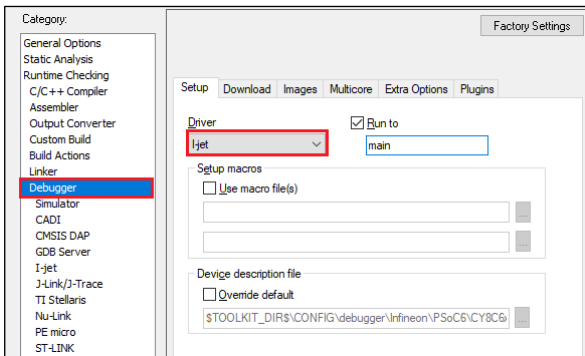 Category:
Factory Settings
General Options
Static Analysis
Runtime Checking
C/C++ Compiler
Assembler
Output Converter
Custom Build
Build Actions
Linker
Debugger
Simulator
CADI
CMSIS DAP
GDB Server
I-jet
J-Link/J-Trace
TI Stellaris
Nu-Link
PE micro
ST-LINK
Setup Download Images Multicore Extra Options Plugins
Driver
Run to
I-jet
main
Setup macros
Use macro file(s)
...
...
Device description file
Override default
$TOOLKIT_DIR$\CONFIG\debugger\Infineon\PSoC6\CY8C6
...